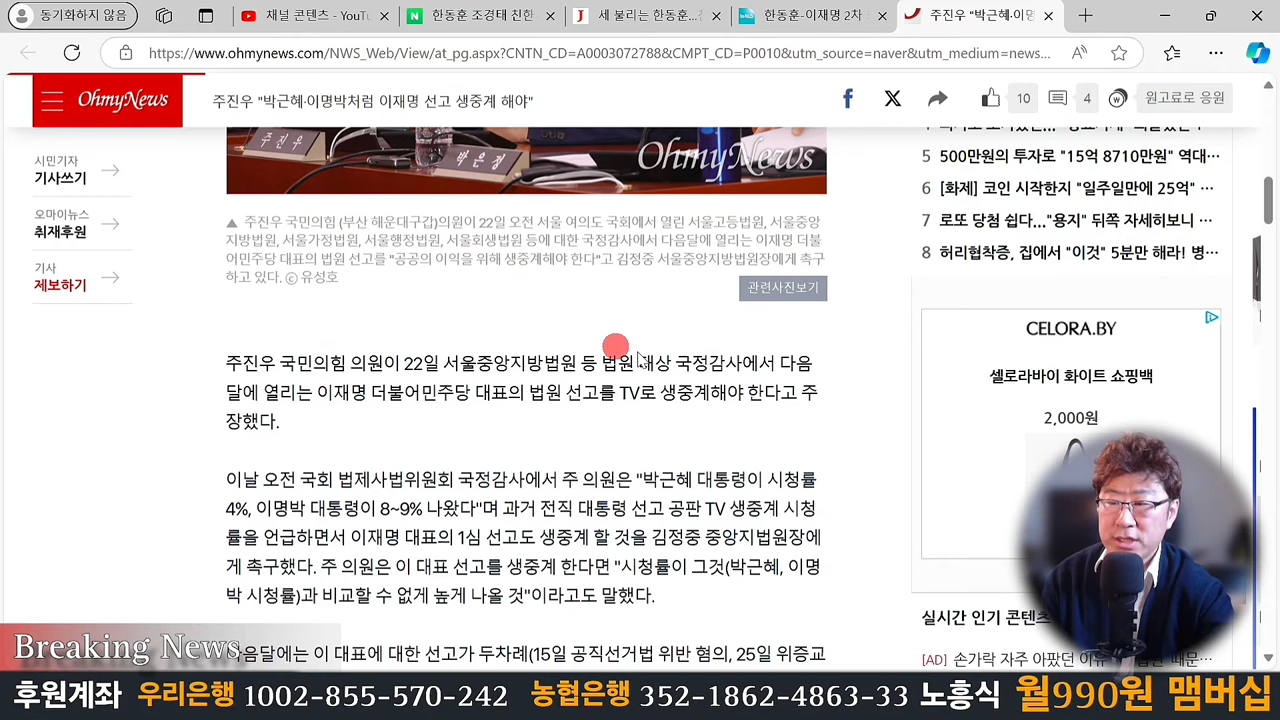 동기화하지 않음
채널 콘텐츠 - YouTu
한동훈 조경태 친한
세 불리는 한동훈...
한동훈-이재명 2차
주진우 "박근혜·이명
https://www.ohmynews.com/NWS_Web/View/at_pg.aspx?CNTN_CD=A0003072788&CMPT_CD=P0010&utm_source=naver&utm_medium=news...
OhmyNews
주진우 "박근혜·이명박처럼 이재명 선고 생중계 해야"
10
4
원고료로 응원
시민기자
기사쓰기
오마이뉴스
취재후원
기사
제보하기
주진우
박은정
OhmyNews
▲ 주진우 국민의힘 (부산 해운대구갑)의원이 22일 오전 서울 여의도 국회에서 열린 서울고등법원, 서울중앙
지방법원, 서울가정법원, 서울행정법원, 서울회생법원 등에 대한 국정감사에서 다음달에 열리는 이재명 더불
어민주당 대표의 법원 선고를 "공공의 이익을 위해 생중계해야 한다"고 김정중 서울중앙지방법원장에게 촉구
하고 있다. ⓒ 유성호
관련사진보기
주진우 국민의힘 의원이 22일 서울중앙지방법원 등 법원 대상 국정감사에서 다음
달에 열리는 이재명 더불어민주당 대표의 법원 선고를 TV로 생중계해야 한다고 주
장했다.
이날 오전 국회 법제사법위원회 국정감사에서 주 의원은 "박근혜 대통령이 시청률
4%, 이명박 대통령이 8~9% 나왔다"며 과거 전직 대통령 선고 공판 TV 생중계 시청
률을 언급하면서 이재명 대표의 1심 선고도 생중계 할 것을 김정중 중앙지법원장에
게 촉구했다. 주 의원은 이 대표 선고를 생중계 한다면 "시청률이 그것(박근혜, 이명
박 시청률)과 비교할 수 없게 높게 나올 것"이라고도 말했다.
음달에는 이 대표에 대한 선고가 두차례(15일 공직선거법 위반 혐의, 25일 위증교
5 500만원의 투자로 "15억 8710만원" 역대…
6 [화제] 코인 시작한지 "일주일만에 25억" …
7 로또 당첨 쉽다..."용지" 뒤쪽 자세히보니 …
8 허리협착증, 집에서 "이것" 5분만 해라! 병…
CELORA.BY
셀로라바이 화이트 쇼핑백
2,000원
실시간 인기 콘텐츠
[AD] 손가락 자주 아팠던 이유
Breaking News
후원계좌 우리은행 1002-855-570-242 농협은행 352-1862-4863-33 노흥식 월990원 맴버십